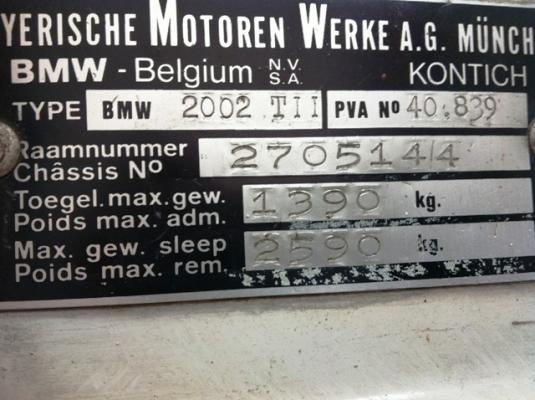 YERISCHE MOTOREN WERKE A.G. MÜNCH
BMW - Belgium N.V. S.A. KONTICH
TYPE BMW 2002 TII PVA Nº 40.839
Raamnummer
Châssis Nº 2705144
Toegel.max.gew.
Poids max. adm. 1390 kg.
Max. gew. sleep
Poids max. rem. 2590 kg.